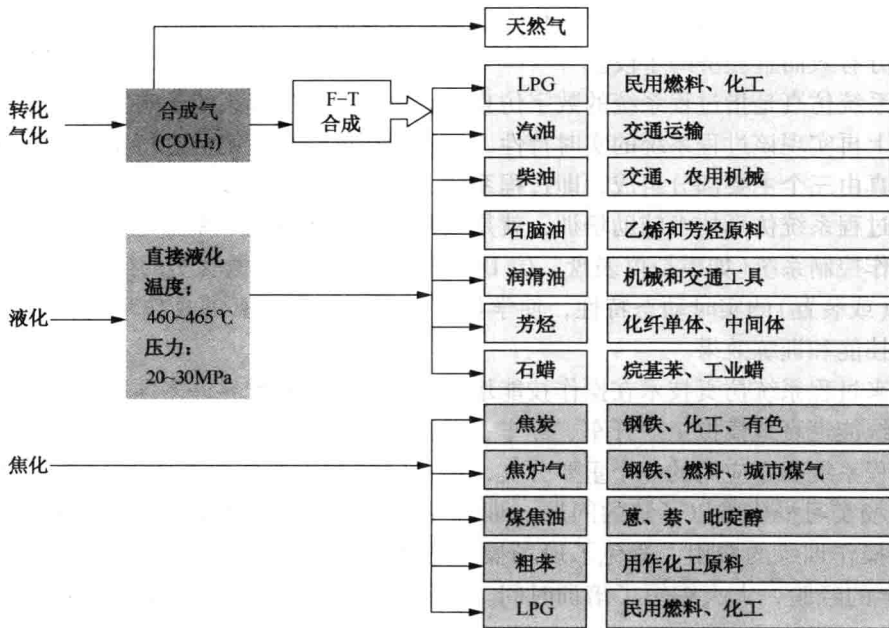 天然气
转化
气化
合成气
(CO\H₂)
F-T
合成
LPG 民用燃料、化工
汽油 交通运输
柴油 交通、农用机械
石脑油 乙烯和芳烃原料
润滑油 机械和交通工具
芳烃 化纤单体、中间体
石蜡 烷基苯、工业蜡
液化
直接液化
温度：
460~465℃
压力：
20~30MPa
焦化
焦炭 钢铁、化工、有色
焦炉气 钢铁、燃料、城市煤气
煤焦油 蒽、萘、吡啶醇
粗苯 用作化工原料
LPG 民用燃料、化工